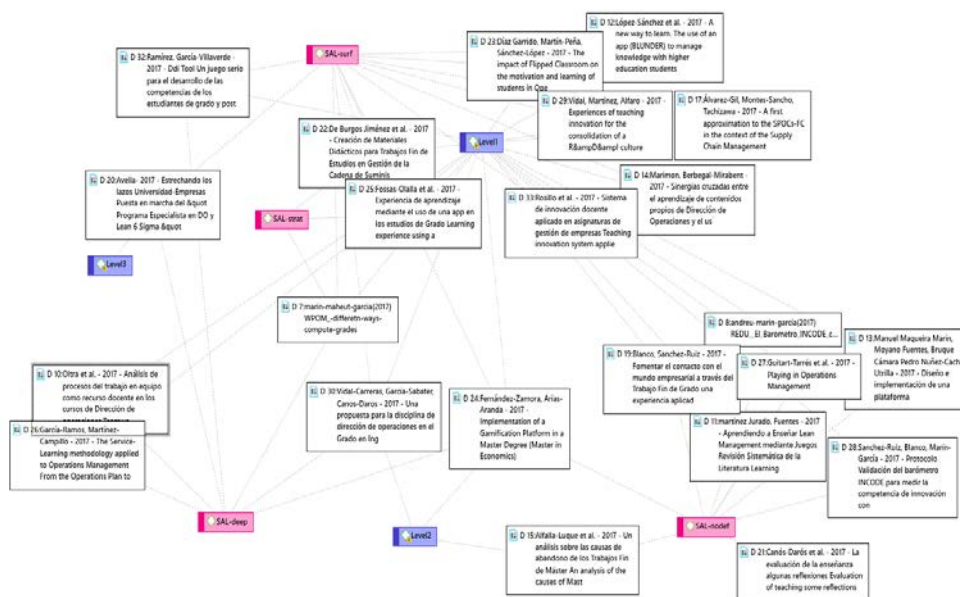 D 12:López-Sánchez et al. - 2017 - A
new way to learn. The use of an
app (BLUNDER) to manage
knowledge with higher
education students
D 23:Díaz Garrido, Martín-Peña,
Sánchez-López - 2017 - The
impact of Flipped Classroom on
the motivation and learning of
students in Ope
SAL-surf
D 32:Ramírez, García-Villaverde -
2017 - Ddi Tool Un juego serio
para el desarrollo de las
competencias de los
estudiantes de grado y post
D 29:Vidal, Martínez, Alfaro - 2017 -
Experiences of teaching
innovation for the
consolidation of a
R&ampD&ampl culture
D 17:Álvarez-Gil, Montes-Sancho,
Tachizawa - 2017 - A first
approximation to the SPOCs-FC
in the context of the Supply
Chain Management
D 22:De Burgos Jiménez et al. - 2017
- Creación de Materiales
Didácticos para Trabajos Fin de
Estudios en Gestión de la
Cadena de Suminis
Level1
D 14:Marimon, Berbegal-Mirabent -
2017 - Sinergias cruzadas entre
el aprendizaje de contenidos
propios de Dirección de
Operaciones y el us
D 20:Avella- 2017 - Estrechando los
lazos Universidad-Empresas
Puesta en marcha del &quot
Programa Especialista en DO y
Lean 6 Sigma &quot
D 25:Fossas-Olalla et al. - 2017 -
Experiencia de aprendizaje
mediante el uso de una app en
los estudios de Grado Learning
experience using a
D 33:Rosillo et al. - 2017 - Sistema
de innovación docente
aplicado en asignaturas de
gestión de empresas Teaching
innovation system applie
SAL-strat
Level3
D 7:marin-maheut-garcia(2017)
WPOM_-differetn-ways-
compute-grades
D 8:andreu-marin-garcia(2017)
REDU_-El_Barometro_INCODE_c...
D 13:Manuel Maqueira Marín,
Moyano Fuentes, Bruque
Cámara Pedro Nuñez-Cach
Utrilla - 2017 - Diseño e
implementación de una
plataforma
D 19:Blanco, Sanchez-Ruiz - 2017 -
Fomentar el contacto con el
mundo empresarial a través del
Trabajo Fin de Grado una
experiencia aplicad
D 27:Guitart-Tarrés et al. - 2017 -
Playing in Operations
Management
D 10:Oltra et al. - 2017 - Análisis de
procesos del trabajo en equipo
como recurso docente en los
cursos de Dirección de
D 30:Vidal-Carreras, Garcia-Sabater,
Canos-Daros - 2017 - Una
propuesta para la disciplina de
dirección de operaciones en el
Grado en Ing
D 24:Fernández-Zamora, Arias-
Aranda - 2017 -
Implementation of a
Gamification Platform in a
Master Degree (Master in
Economics)
D 11:martínez Jurado, Fuentes - 2017
- Aprendiendo a Enseñar Lean
Management mediante Juegos
Revisión Sistemática de la
Literatura Learning
D 26:García-Ramos, Martínez-
Campillo - 2017 - The Service-
Learning methodology applied
to Operations Management
From the Operations Plan to
D 28:Sanchez-Ruiz, Blanco, Marin-
Garcia - 2017 - Protocolo
Validación del barómetro
INCODE para medir la
competencia de innovación
con
SAL-deep
Level2
SAL-nodef
D 15:Alfalla-Luque et al. - 2017 - Un
análisis sobre las causas de
abandono de los Trabajos Fin
de Máster An analysis of the
causes of Mast
D 21:Canós-Darós et al. - 2017 - La
evaluación de la enseñanza
algunas reflexiones Evaluation
of teaching some reflections